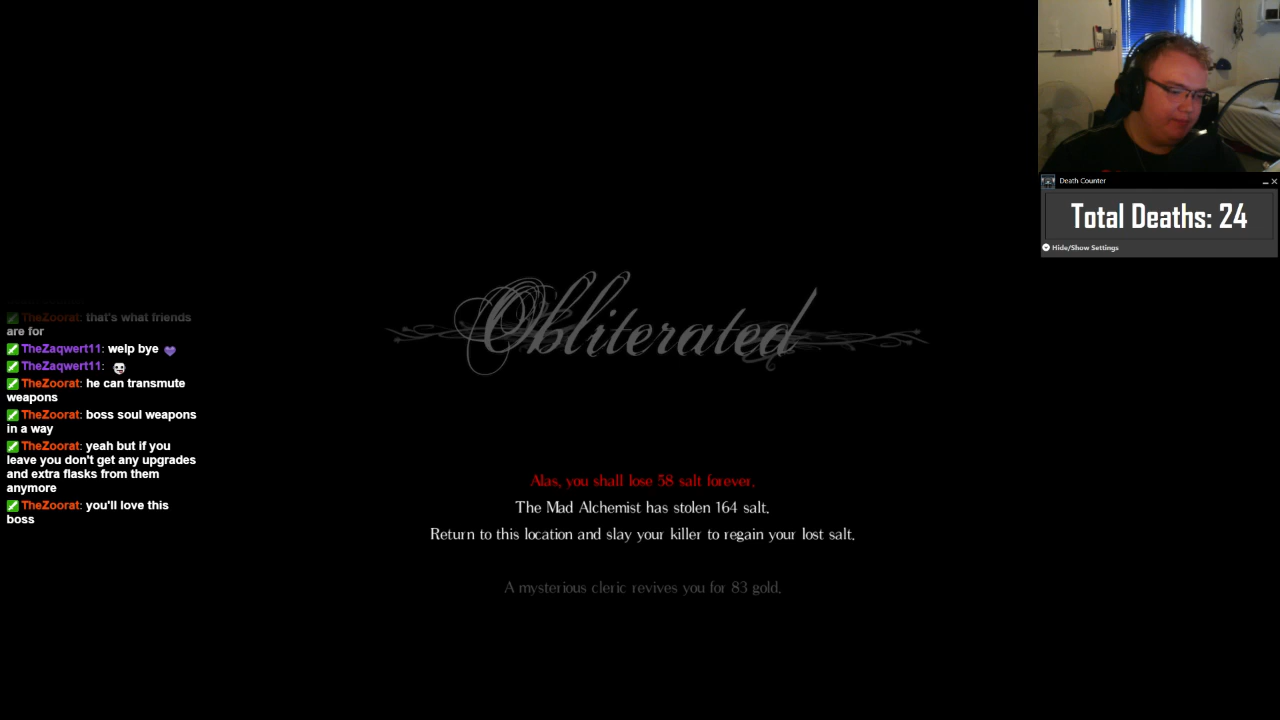 TheZoorat: that's what friends
are for
TheZaqwert11: welp bye
TheZaqwert11:
TheZoorat: he can transmute
weapons
TheZoorat: boss soul weapons
in a way
TheZoorat: yeah but if you
leave you don't get any upgrades
and extra flasks from them
anymore
TheZoorat: you'll love this
boss
Obliterated
Alas, you shall lose 58 salt forever.
The Mad Alchemist has stolen 164 salt.
Return to this location and slay your killer to regain your lost salt.
A mysterious cleric revives you for 83 gold.
Death Counter
Total Deaths: 24
Hide/Show Settings